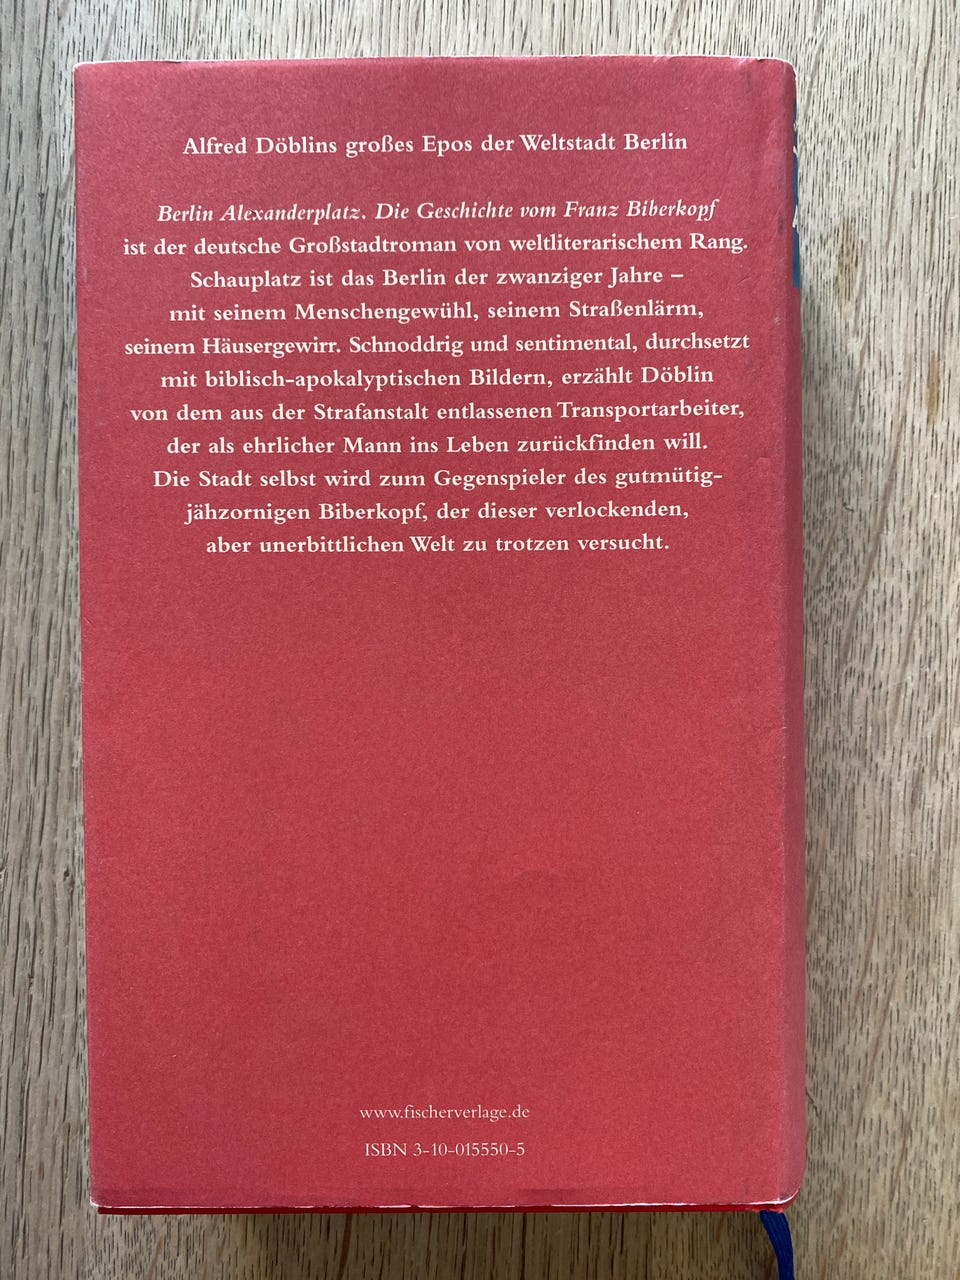 Alfred Döblins großes Epos der Weltstadt Berlin
Berlin Alexanderplatz. Die Geschichte vom Franz Biberkopf
ist der deutsche Großstadtroman von weltliterarischem Rang.
Schauplatz ist das Berlin der zwanziger Jahre –
mit seinem Menschengewühl, seinem Straßenlärm,
seinem Häusergewirr. Schnoddrig und sentimental, durchsetzt
mit biblisch-apokalyptischen Bildern, erzählt Döblin
von dem aus der Strafanstalt entlassenen Transportarbeiter,
der als ehrlicher Mann ins Leben zurückfinden will.
Die Stadt selbst wird zum Gegenspieler des gutmütig-
jähzornigen Biberkopf, der dieser verlockenden,
aber unerbittlichen Welt zu trotzen versucht.
www.fischerverlage.de
ISBN 3-10-015550-5